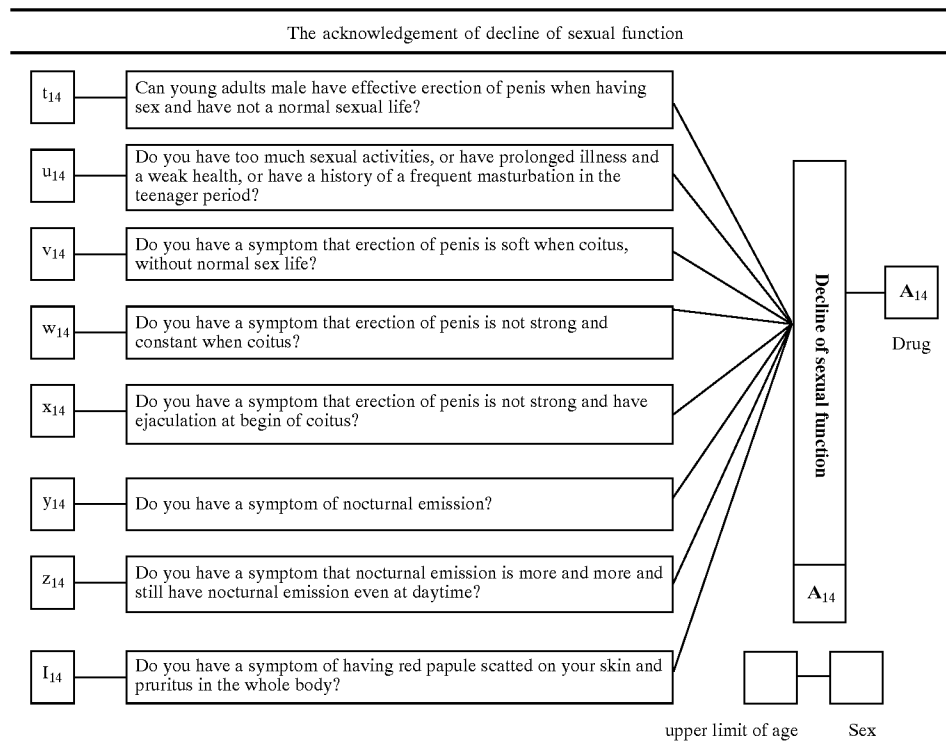 The acknowledgement of decline of sexual function
t14
Can young adults male have effective erection of penis when having
sex and have not a normal sexual life?
u14
Do you have too much sexual activities, or have prolonged illness and
a weak health, or have a history of a frequent masturbation in the
teenager period?
v14
Do you have a symptom that erection of penis is soft when coitus,
without normal sex life?
w14
Do you have a symptom that erection of penis is not strong and
constant when coitus?
x14
Do you have a symptom that erection of penis is not strong and have
ejaculation at begin of coitus?
y14
Do you have a symptom of nocturnal emission?
z14
Do you have a symptom that nocturnal emission is more and more and
still have nocturnal emission even at daytime?
I14
Do you have a symptom of having red papule scatted on your skin and
pruritus in the whole body?
Decline of sexual function
A14
A14
Drug
upper limit of age
Sex